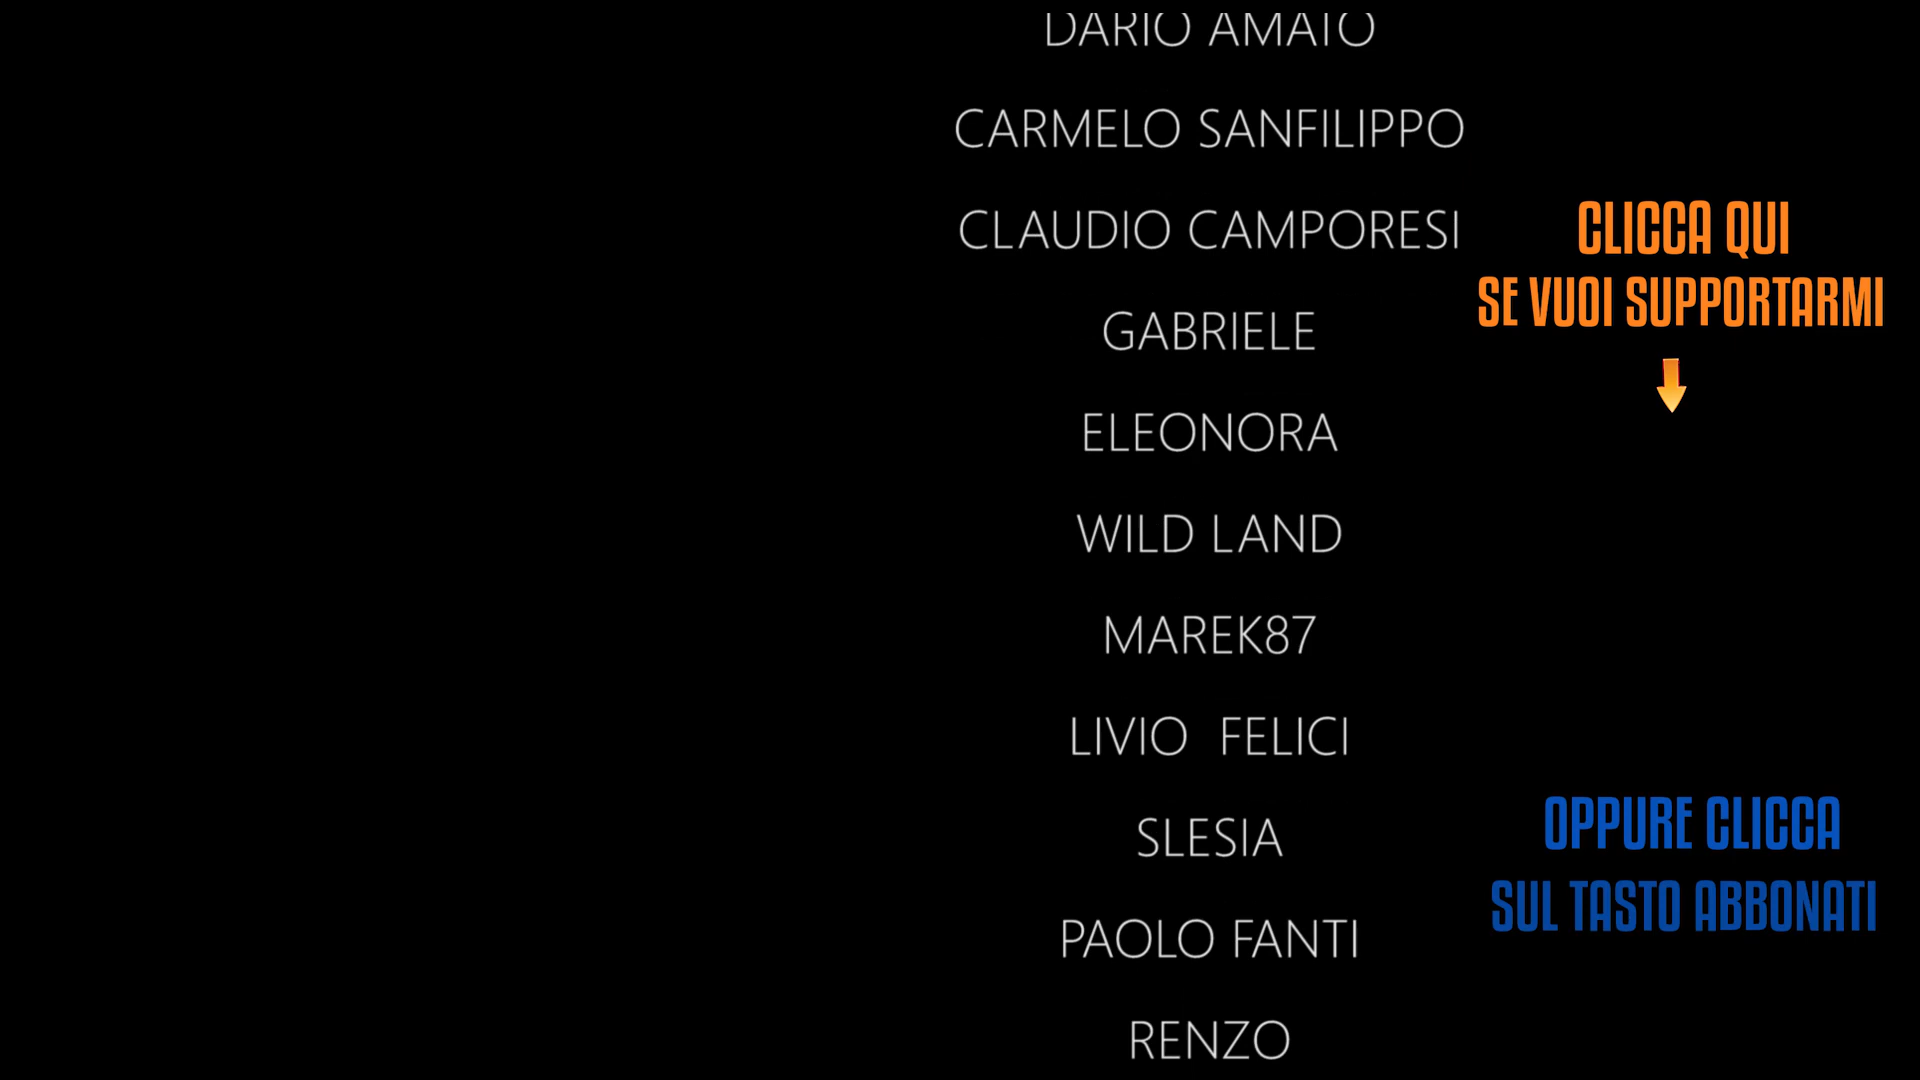 DARIO AMATO
CARMELO SANFILIPPO
CLAUDIO CAMPORESI
GABRIELE
ELEONORA
WILD LAND
MAREK87
LIVIO  FELICI
SLESIA
PAOLO FANTI
RENZO
CLICCA QUI
SE VUOI SUPPORTARMI
OPPURE CLICCA
SUL TASTO ABBONATI